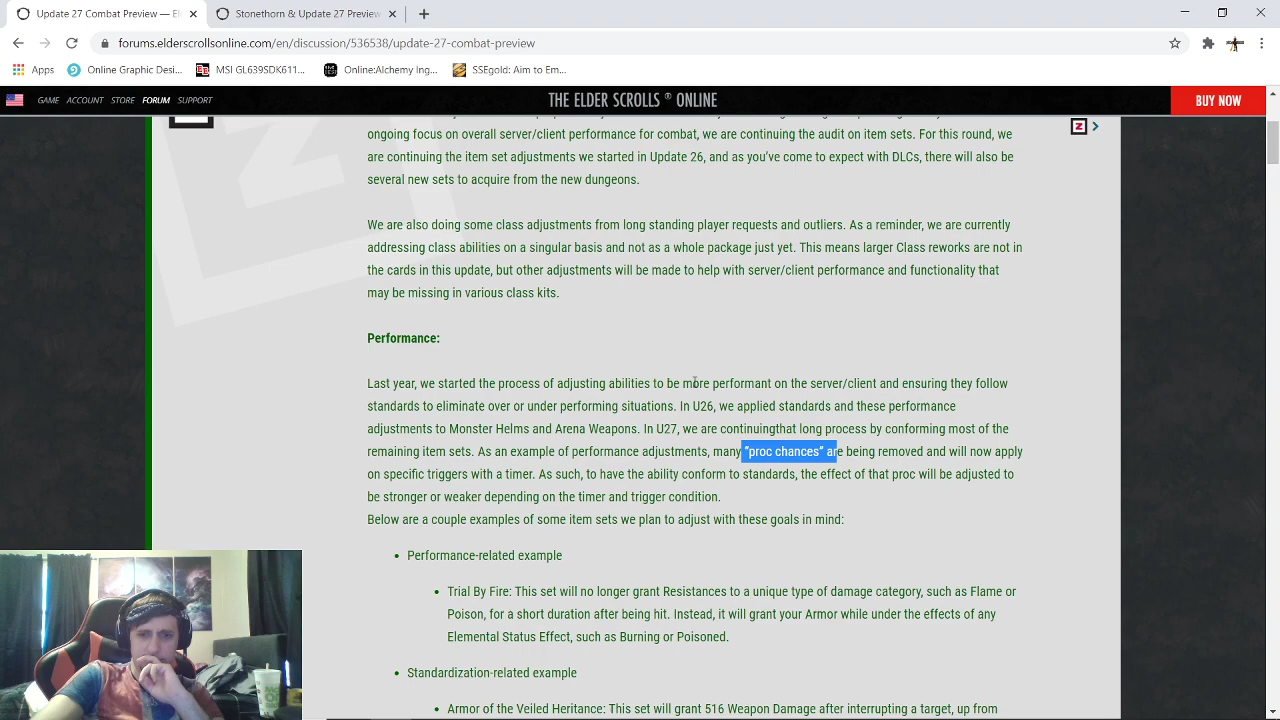 Update 27 Combat Preview — E
Stonethorn & Update 27 Overview
forums.elderscrollsonline.com/en/discussion/536538/update-27-combat-preview
Apps
Online Graphic Des...
MSI GL639SDK611...
Online:Alchemy Ing...
SSEgold: Aim to Em...
GAME ACCOUNT STORE FORUM SUPPORT
THE ELDER SCROLLS ® ONLINE
BUY NOW
ongoing focus on overall server/client performance for combat, we are continuing the audit on item sets. For this round, we
are continuing the item set adjustments we started in Update 26, and as you’ve come to expect with DLCs, there will also be
several new sets to acquire from the new dungeons.
We are also doing some class adjustments from long standing player requests and outliers. As a reminder, we are currently
addressing class abilities on a singular basis and not as a whole package just yet. This means larger Class reworks are not in
the cards in this update, but other adjustments will be made to help with server/client performance and functionality that
may be missing in various class kits.
Performance:
Last year, we started the process of adjusting abilities to be more performant on the server/client and ensuring they follow
standards to eliminate over or under performing situations. In U26, we applied standards and these performance
adjustments to Monster Helms and Arena Weapons. In U27, we are continuingthat long process by conforming most of the
remaining item sets. As an example of performance adjustments, many “proc chances” are being removed and will now apply
on specific triggers with a timer. As such, to have the ability conform to standards, the effect of that proc will be adjusted to
be stronger or weaker depending on the timer and trigger condition.
Below are a couple examples of some item sets we plan to adjust with these goals in mind:
• Performance-related example
• Trial By Fire: This set will no longer grant Resistances to a unique type of damage category, such as Flame or
Poison, for a short duration after being hit. Instead, it will grant your Armor while under the effects of any
Elemental Status Effect, such as Burning or Poisoned.
• Standardization-related example
• Armor of the Veiled Heritance: This set will grant 516 Weapon Damage after interrupting a target, up from